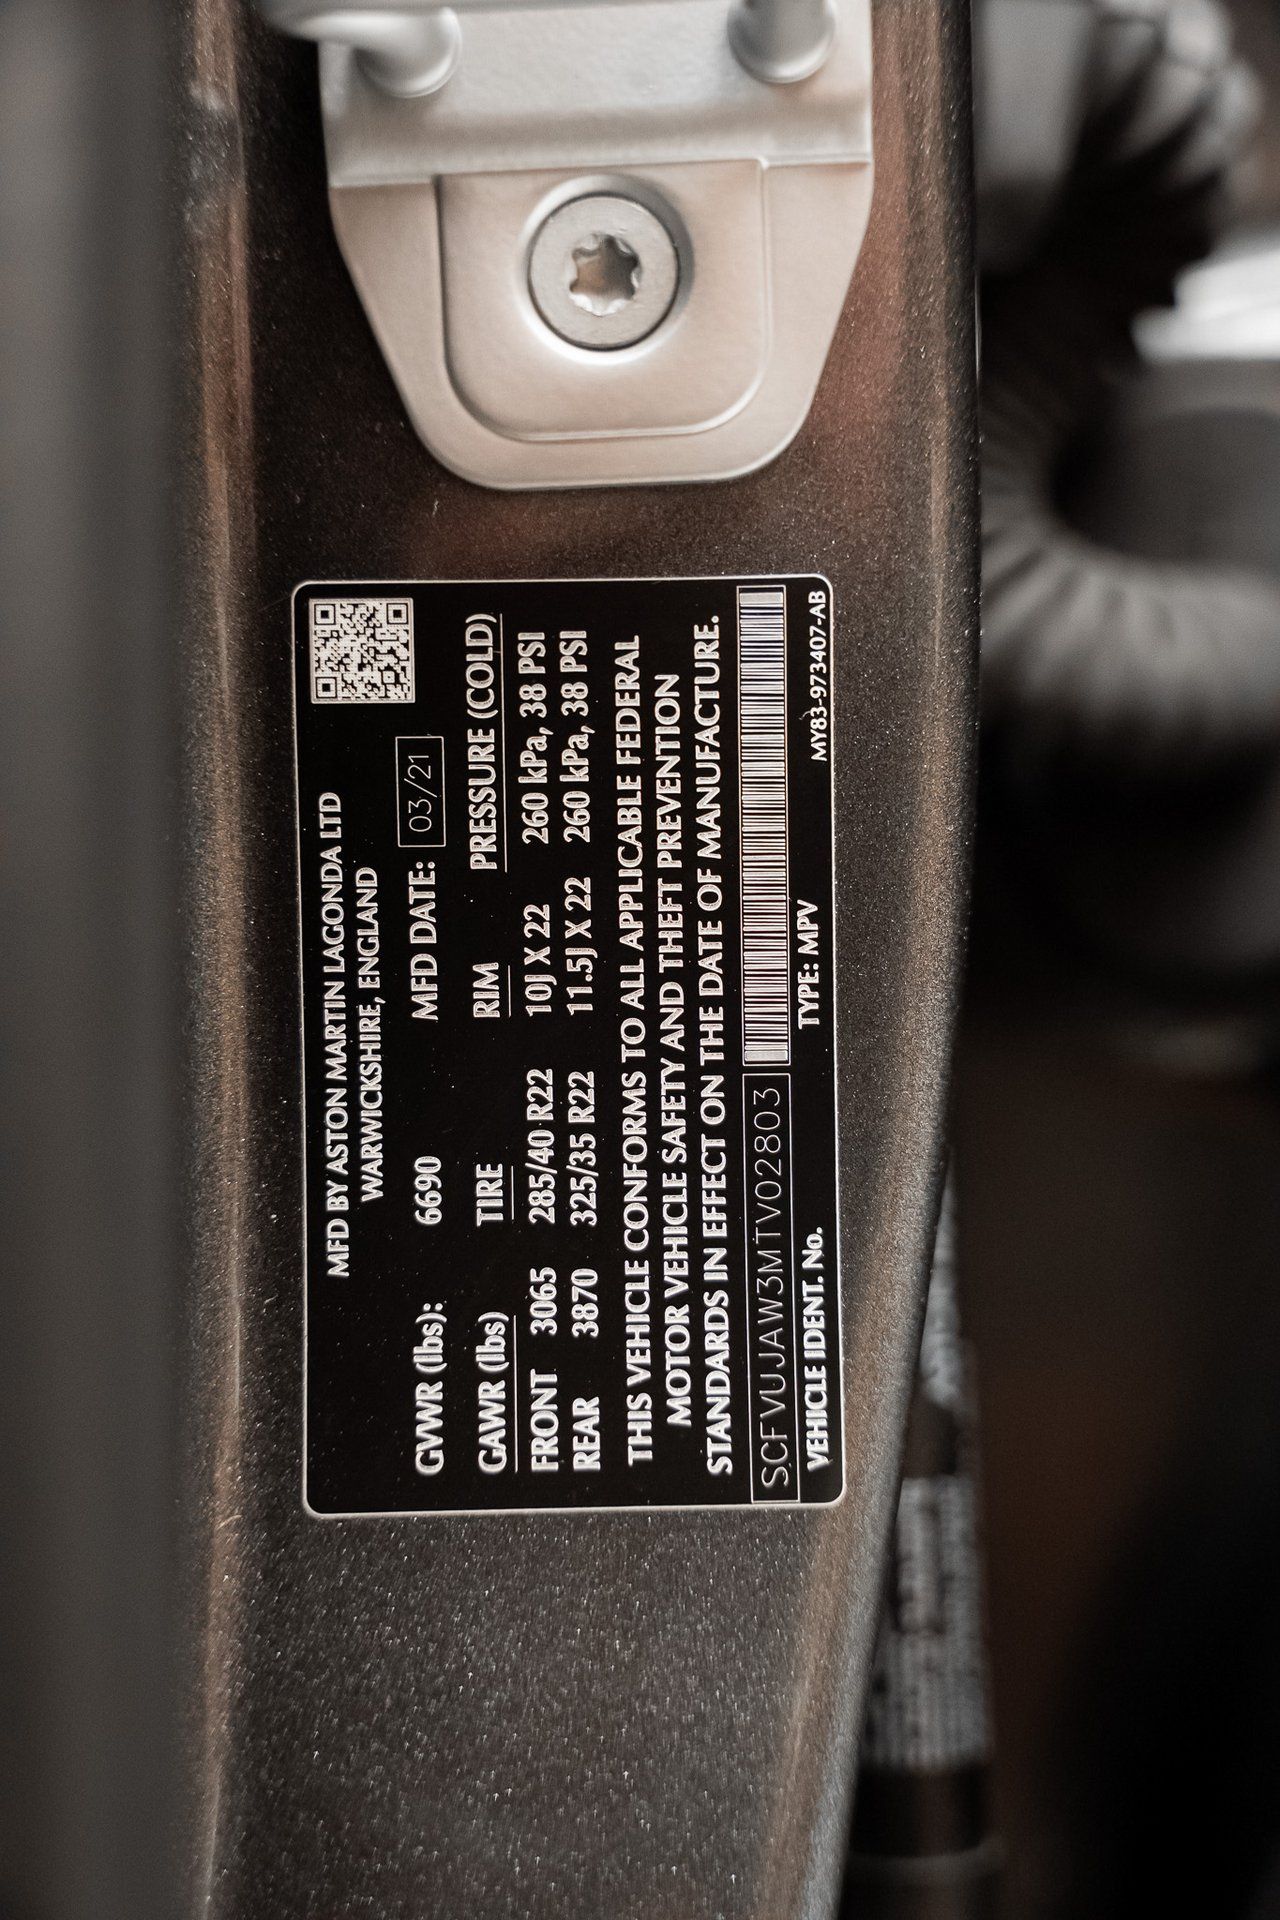 MFD BY ASTON MARTIN LAGONDA LTD
WARWICKSHIRE, ENGLAND
GVWR (lbs): 6690 MFD DATE: 03/21
GAWR (lbs) TIRE RIM PRESSURE (COLD)
FRONT 3065 285/40 R22 10J X 22 260 kPa, 38 PSI
REAR 3870 325/35 R22 11.5J X 22 260 kPa, 38 PSI
THIS VEHICLE CONFORMS TO ALL APPLICABLE FEDERAL
MOTOR VEHICLE SAFETY AND THEFT PREVENTION
STANDARDS IN EFFECT ON THE DATE OF MANUFACTURE.
SCFVUJAW3MTV02803
VEHICLE IDENT. No. TYPE: MPV MY83-973407-AB